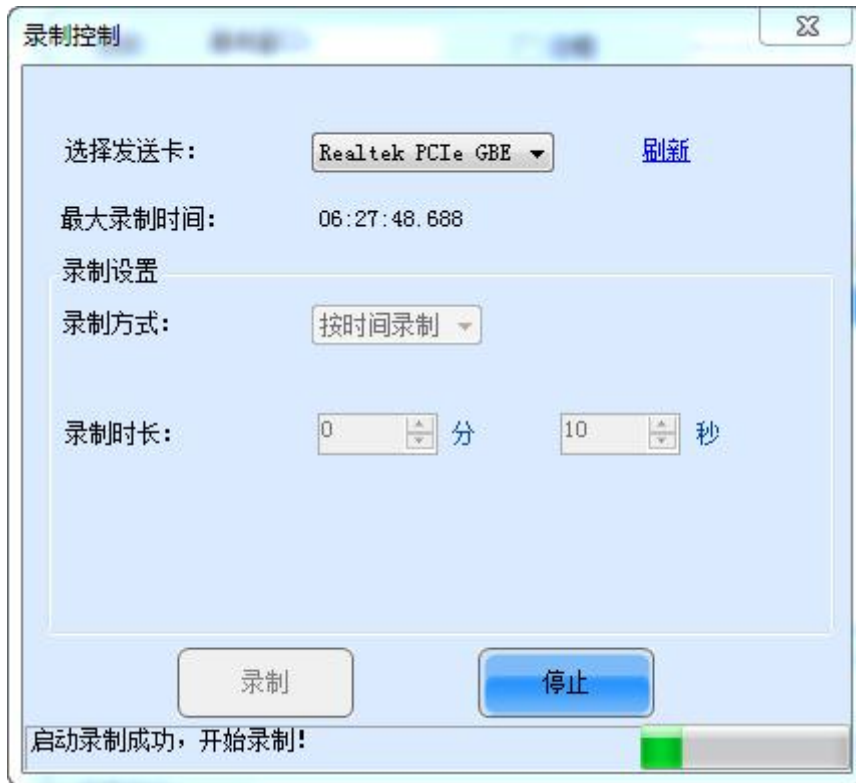 录制控制
选择发送卡: Realtek PCIe GBE 刷新
最大录制时间: 06:27:48.688
录制设置
录制方式: 按时间录制
录制时长: 0 分 10 秒
录制 停止
启动录制成功，开始录制!